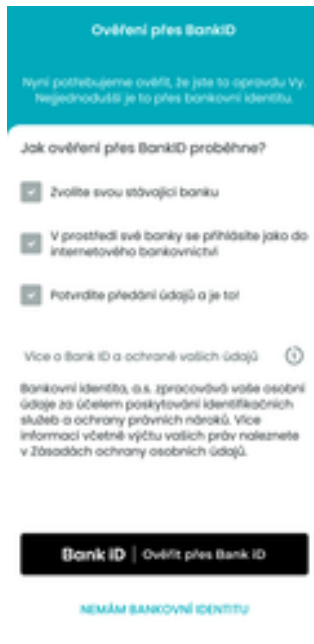 Ověření přes BankID
Nyní potřebujeme ověřit, že jste to opravdu Vy.
Nejjednodušší je to přes bankovní identitu.
Jak ověření přes BankID proběhne?
Zvolíte svou stávající banku
V prostředí své banky se přihlásíte jako do
internetového bankovnictví
Potvrdíte předání údajů a je to!
Více o Bank iD a ochraně vašich údajů
Bankovní identita, a.s. zpracovává vaše osobní
údaje za účelem poskytování identifikačních
služeb a ochrany právních nároků. Více
informací včetně výčtu vašich práv naleznete
v Zásadách ochrany osobních údajů.
Bank iD | Ověřit přes Bank iD
NEMÁM BANKOVNÍ IDENTITU